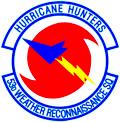 HURRICANE HUNTERS
53D WEATHER RECONNAISSANCE SQ